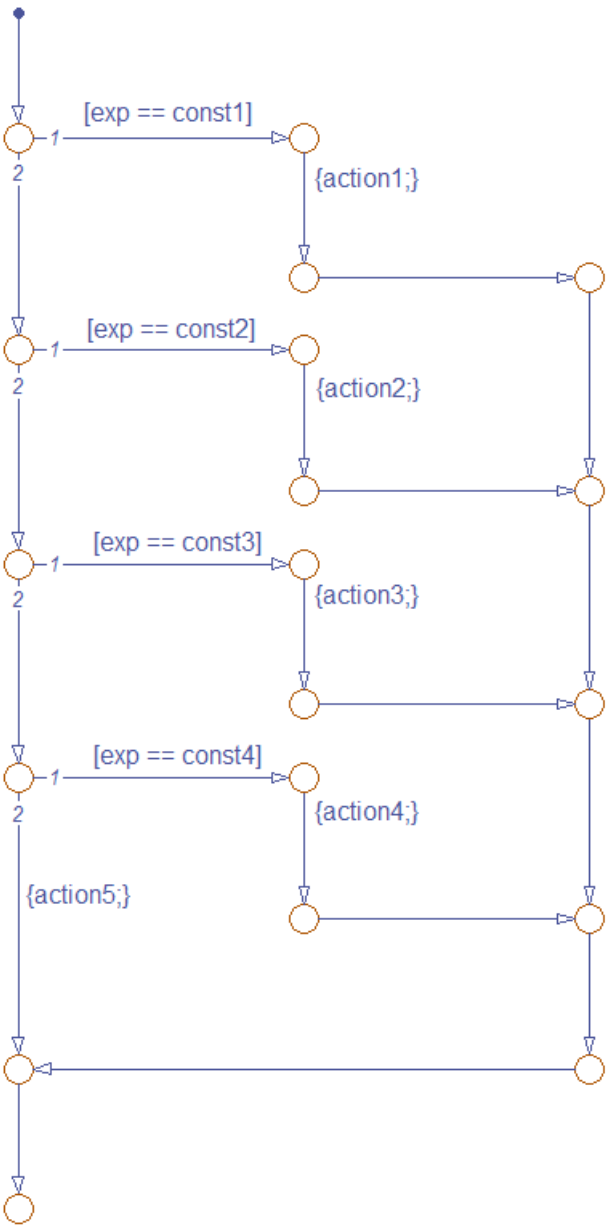 [exp == const1]
1
{action1;}
2
[exp == const2]
1
{action2;}
2
[exp == const3]
1
{action3;}
2
[exp == const4]
1
{action4;}
2
{action5;}